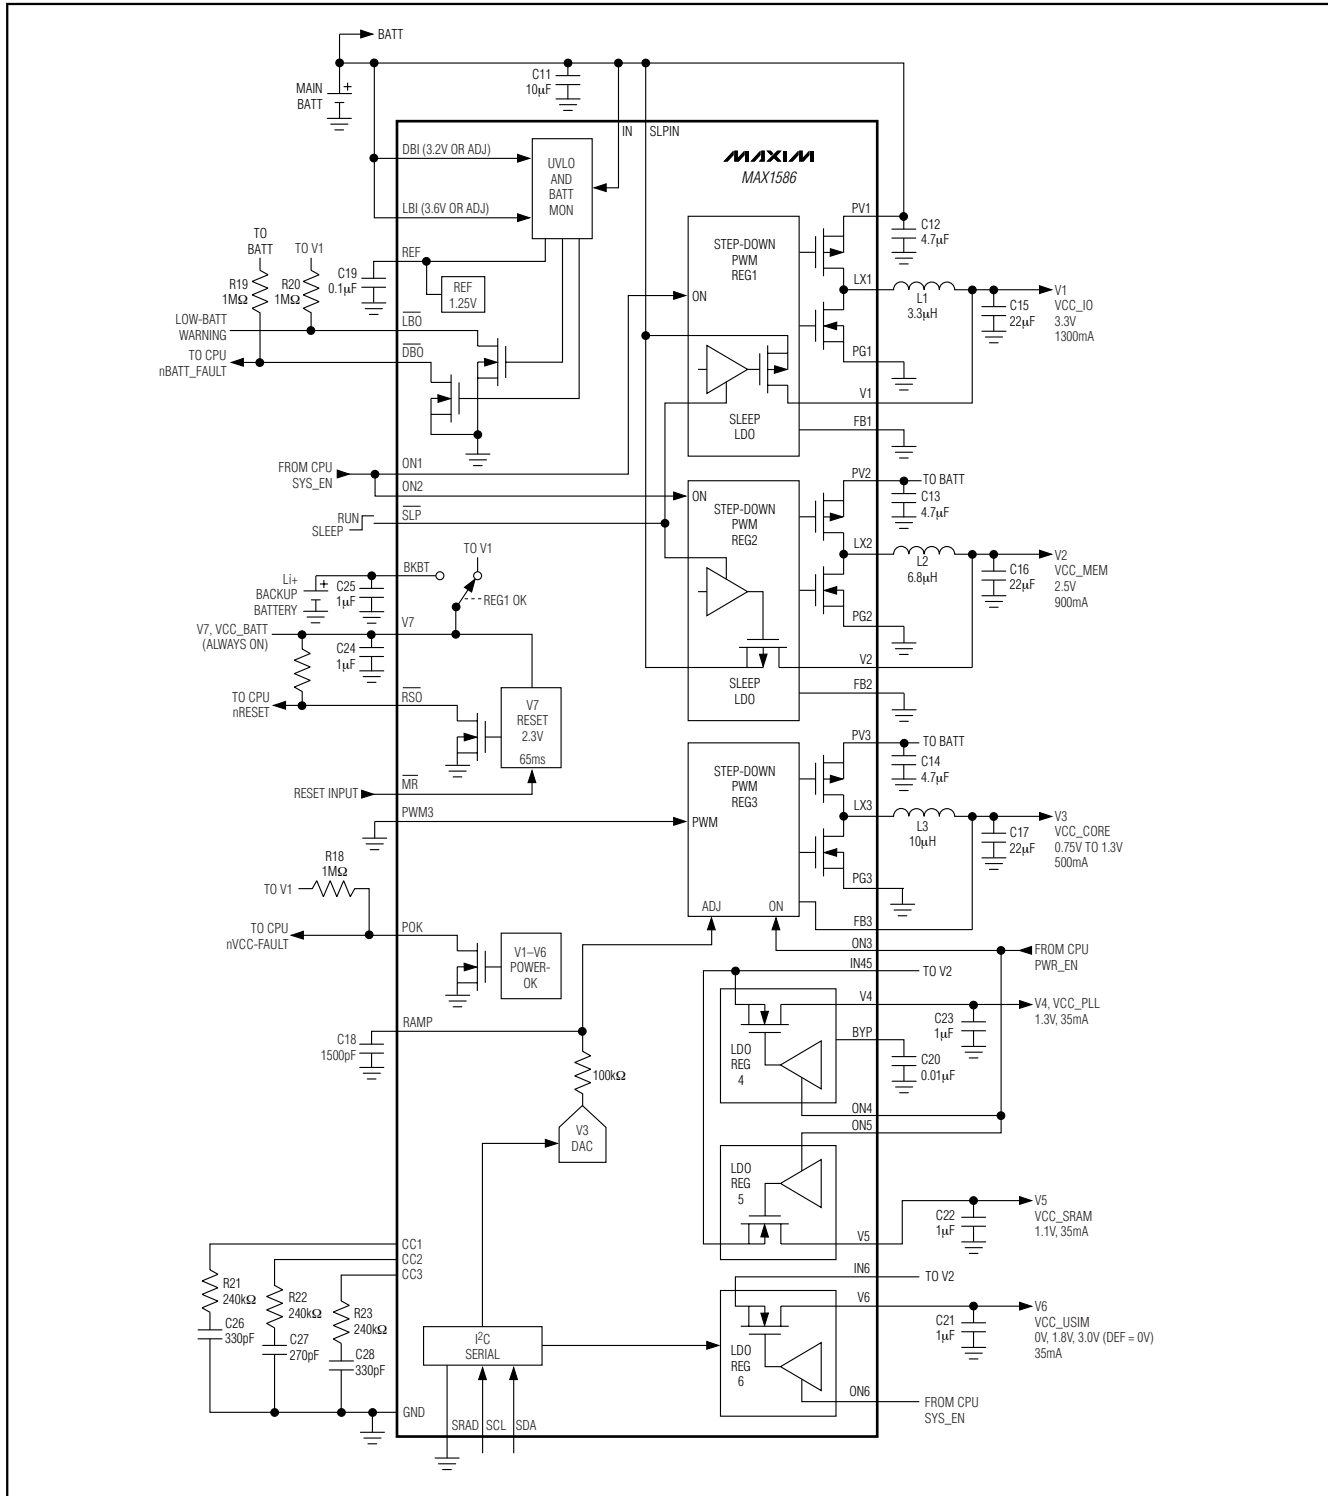 BATT
MAIN
BATT
C11
10µF
IN
SLPIN
DBI (3.2V OR ADJ)
UVLO
AND
BATT
MON
MAXIM
MAX1586
LBI (3.6V OR ADJ)
PV1
C12
4.7µF
STEP-DOWN
PWM
REG1
TO
BATT
TO V1
REF
C19
0.1µF
REF
1.25V
R19
1MΩ
R20
1MΩ
ON
LX1
L1
3.3µH
V1
VCC_IO
3.3V
1300mA
C15
22µF
LOW-BATT
WARNING
LBO
TO CPU
nBATT_FAULT
DBO
PG1
V1
SLEEP
LDO
FB1
FROM CPU
SYS_EN
ON1
ON2
PV2
TO BATT
C13
4.7µF
ON
STEP-DOWN
PWM
REG2
RUN
SLEEP
SLP
LX2
L2
6.8µH
V2
VCC_MEM
2.5V
900mA
C16
22µF
TO V1
BKBT
Li+
BACKUP
BATTERY
C25
1µF
REG1 OK
PG2
V7, VCC_BATT
(ALWAYS ON)
V7
C24
1µF
V2
SLEEP
LDO
FB2
TO CPU
nRESET
RSO
V7
RESET
2.3V
65ms
PV3
TO BATT
C14
4.7µF
STEP-DOWN
PWM
REG3
RESET INPUT
MR
PWM3
PWM
LX3
L3
10µH
V3
VCC_CORE
0.75V TO 1.3V
500mA
C17
22µF
R18
1MΩ
TO V1
PG3
ADJ
ON
FB3
TO CPU
nVCC-FAULT
POK
V1–V6
POWER-
OK
ON3
FROM CPU
PWR_EN
IN45
TO V2
V4
V4, VCC_PLL
1.3V, 35mA
C23
1µF
RAMP
C18
1500pF
LDO
REG
4
BYP
C20
0.01µF
100kΩ
ON4
ON5
V3
DAC
LDO
REG
5
V5
VCC_SRAM
1.1V, 35mA
C22
1µF
V5
CC1
CC2
CC3
IN6
TO V2
R21
240kΩ
R22
240kΩ
R23
240kΩ
C26
330pF
C27
270pF
C28
330pF
V6
V6
VCC_USIM
0V, 1.8V, 3.0V (DEF = 0V)
35mA
C21
1µF
I2C
SERIAL
LDO
REG
6
ON6
FROM CPU
SYS_EN
GND
SRAD
SCL
SDA